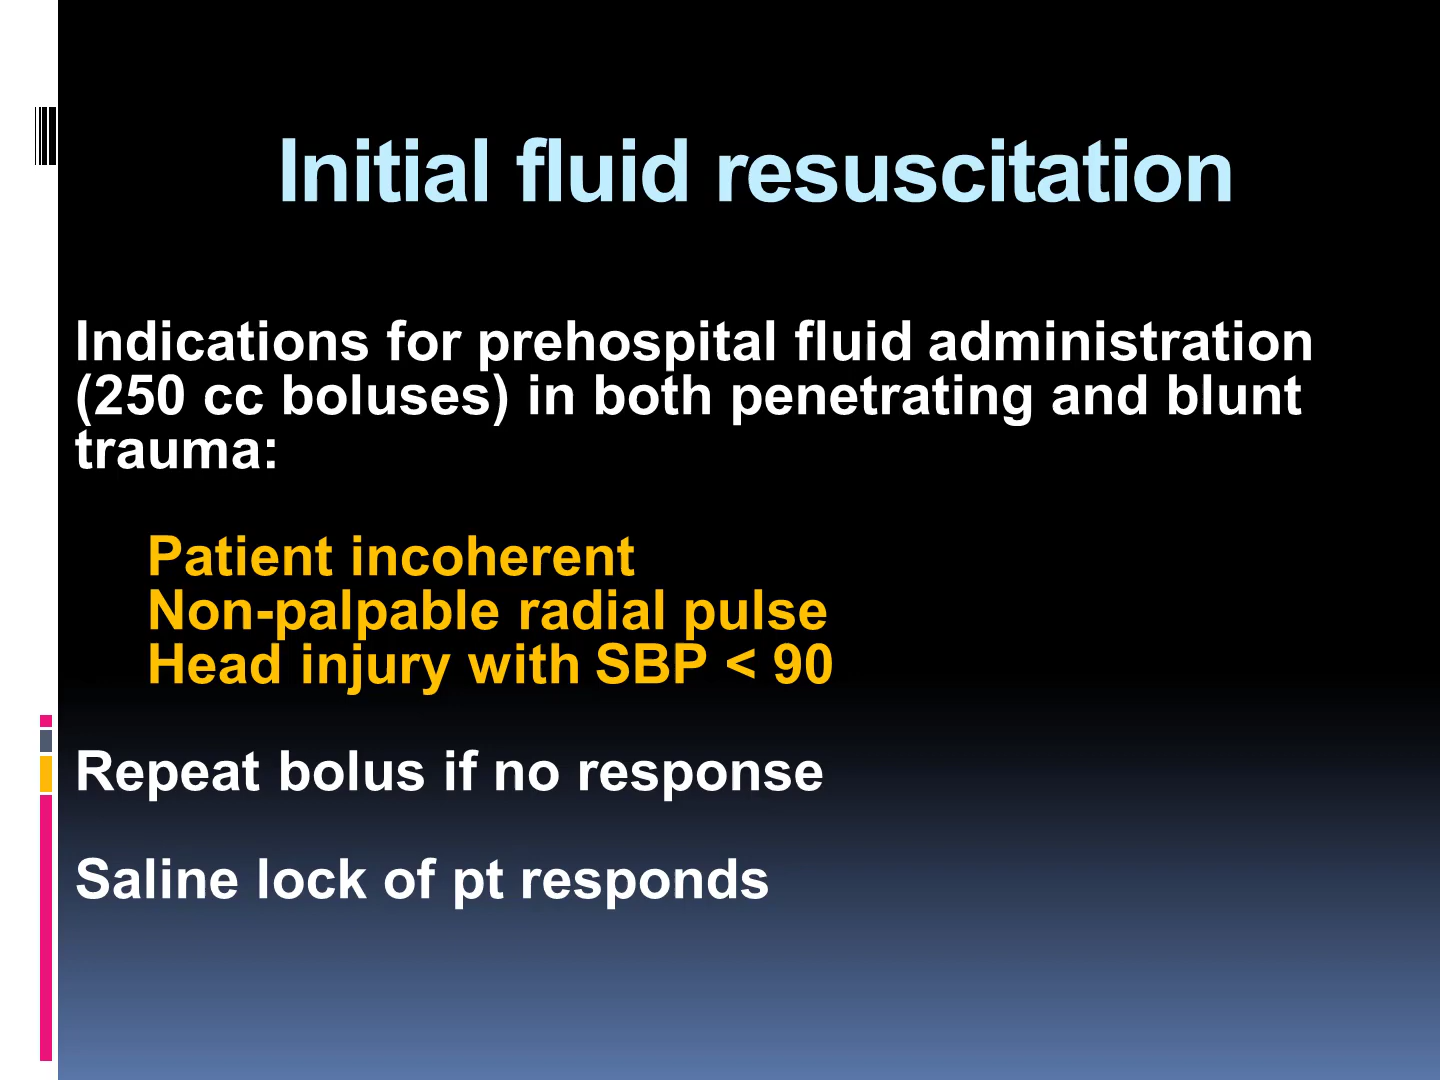 Initial fluid resuscitation
Indications for prehospital fluid administration
(250 cc boluses) in both penetrating and blunt
trauma:
Patient incoherent
Non-palpable radial pulse
Head injury with SBP < 90
Repeat bolus if no response
Saline lock of pt responds